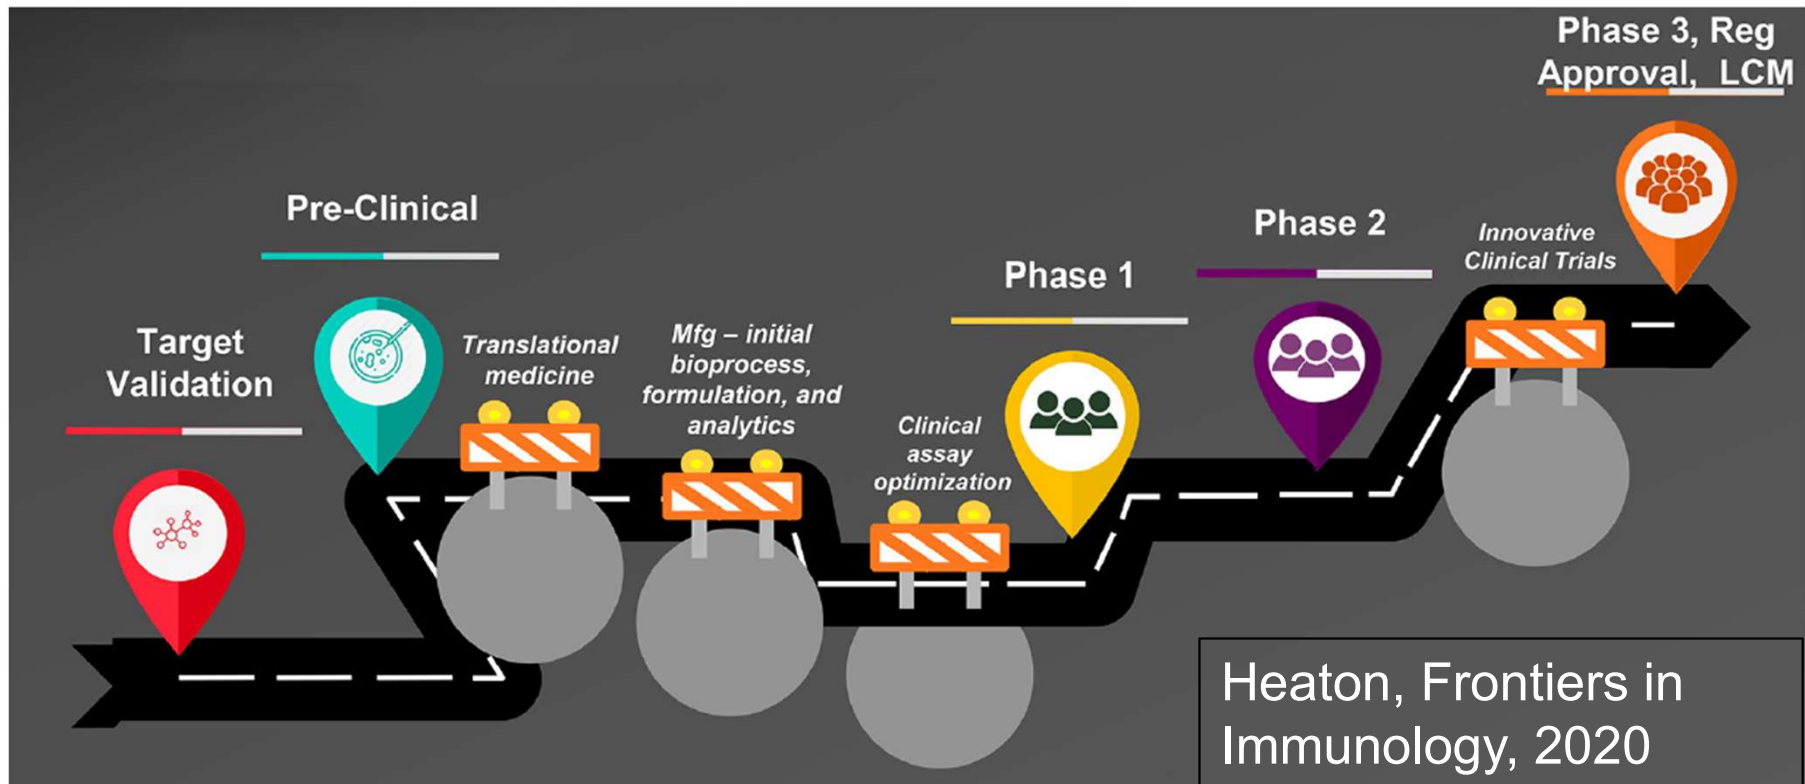 Target
Validation
Pre-Clinical
Translational
medicine
Mfg – initial
bioprocess,
formulation, and
analytics
Clinical
assay
optimization
Phase 1
Phase 2
Innovative
Clinical Trials
Phase 3, Reg
Approval, LCM
Heaton, Frontiers in
Immunology, 2020